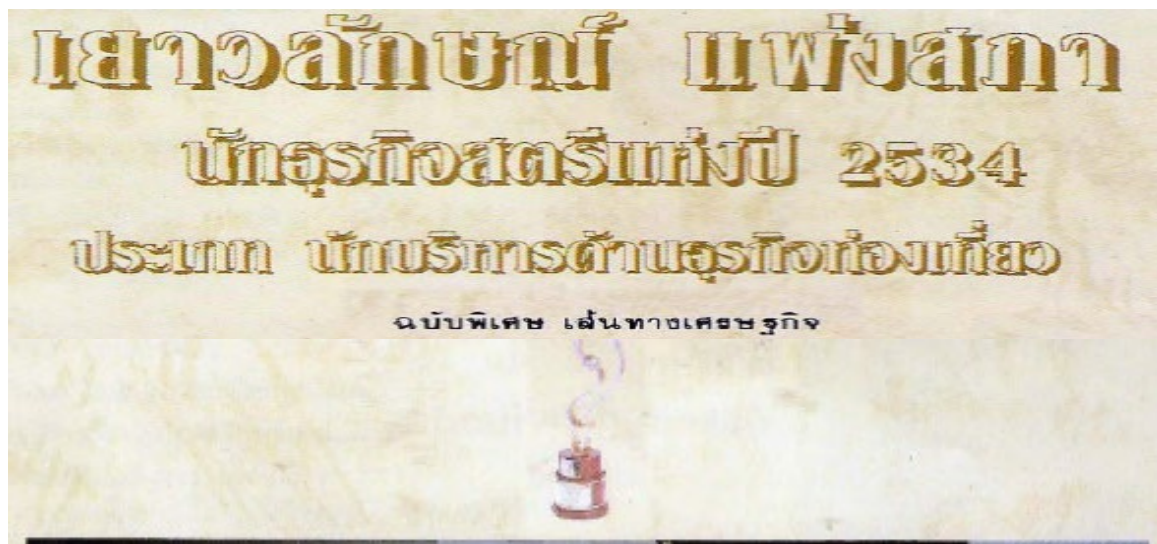 เยาวลักษณ์ แพ่งสภา
นักธุรกิจสตรีแห่งปี 2534
ประเภท นักบริหารด้านธุรกิจท่องเที่ยว
ฉบับพิเศษ เส้นทางเศรษฐกิจ